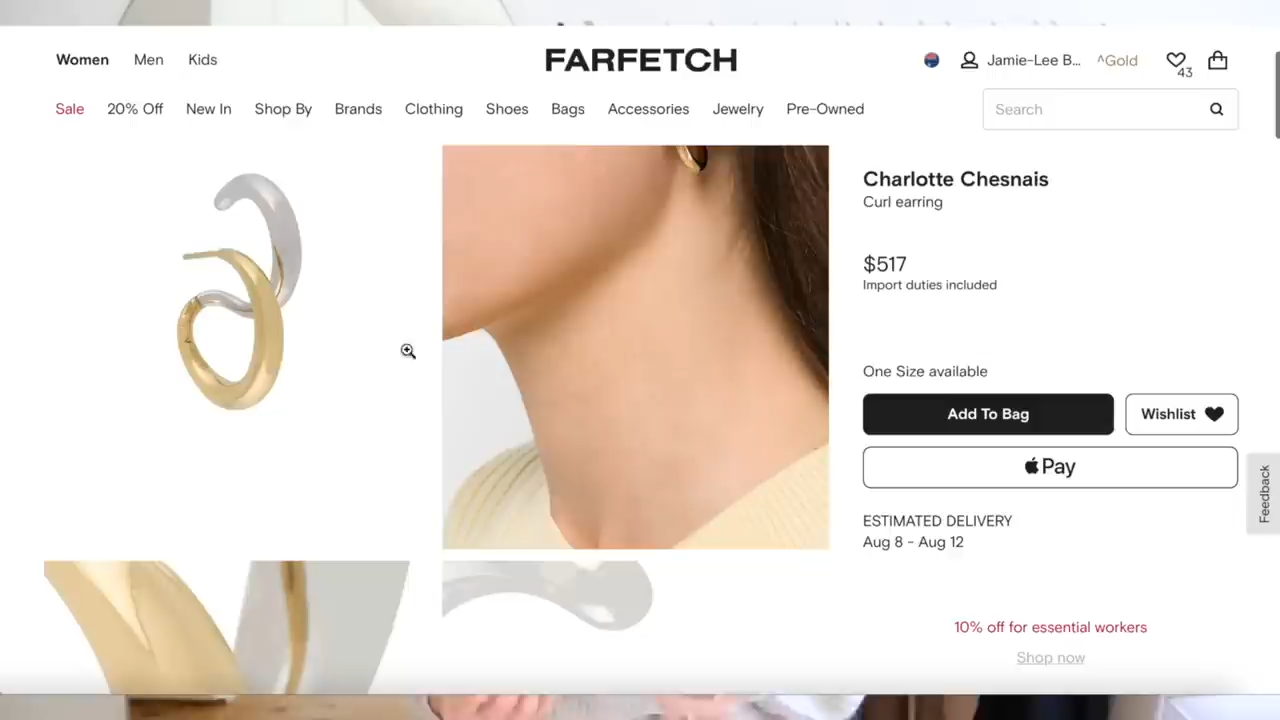 Women Men Kids
FARFETCH
Jamie-Lee B... ^Gold
43
Sale 20% Off New In Shop By Brands Clothing Shoes Bags Accessories Jewelry Pre-Owned
Search
Charlotte Chesnais
Curl earring
$517
Import duties included
One Size available
Add To Bag
Wishlist
Pay
Feedback
ESTIMATED DELIVERY
Aug 8 - Aug 12
10% off for essential workers
Shop now